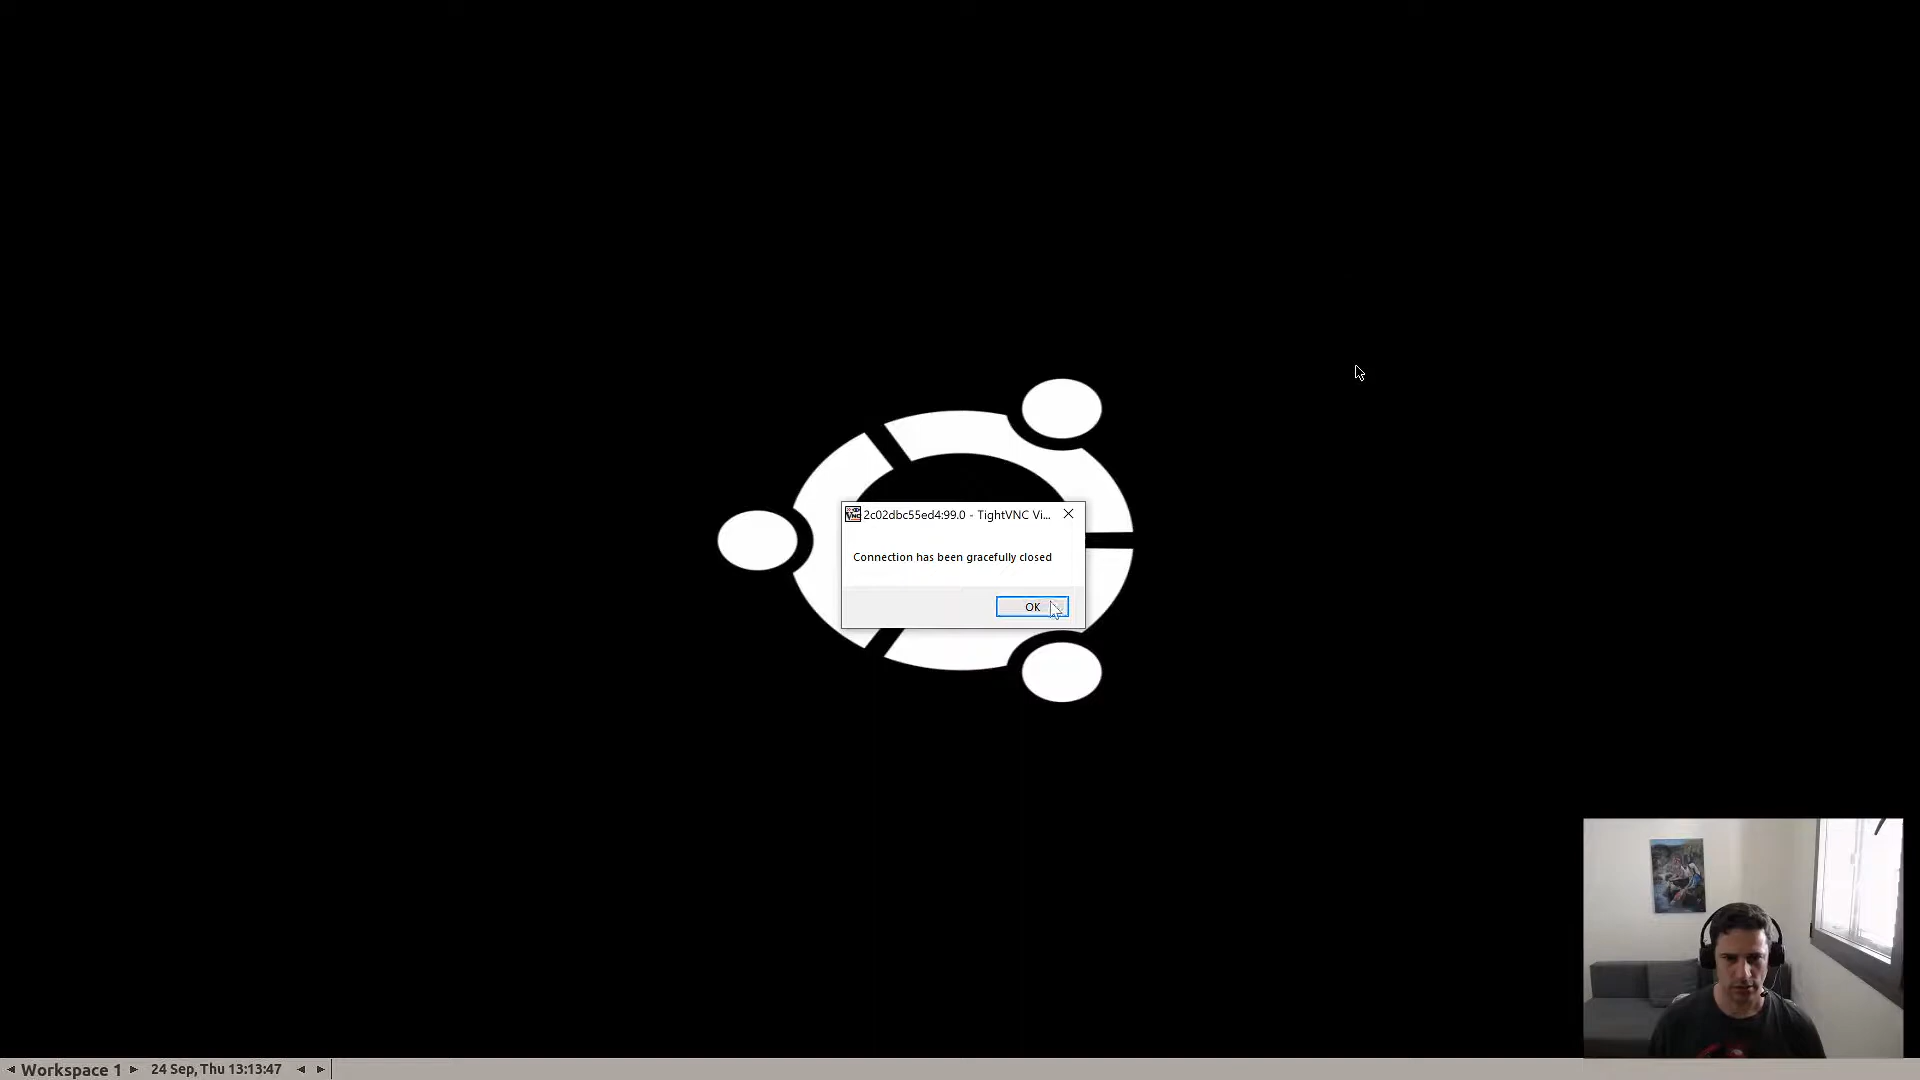 2c02dbc55ed4:99.0 - TightVNC Vi...
Connection has been gracefully closed
OK
Workspace 1
24 Sep, Thu 13:13:47